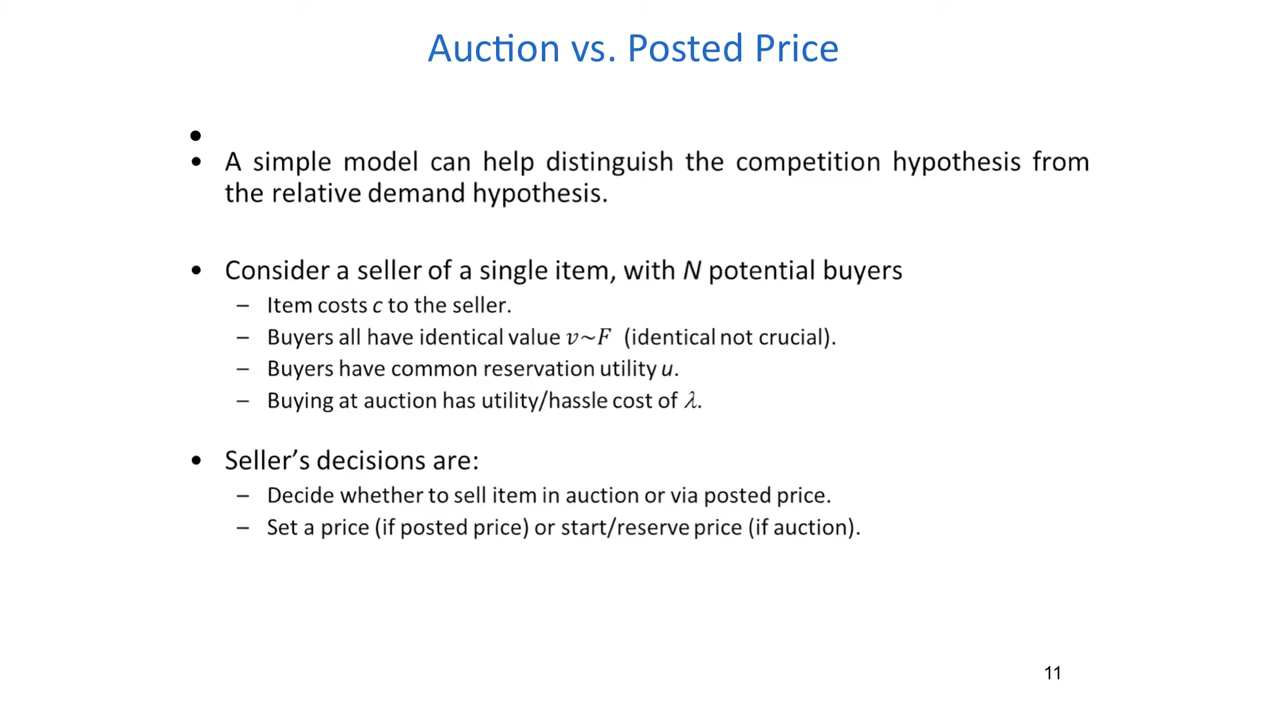 Auction vs. Posted Price
•
• A simple model can help distinguish the competition hypothesis from
the relative demand hypothesis.
• Consider a seller of a single item, with N potential buyers
– Item costs c to the seller.
– Buyers all have identical value v~F (identical not crucial).
– Buyers have common reservation utility u.
– Buying at auction has utility/hassle cost of λ.
• Seller’s decisions are:
– Decide whether to sell item in auction or via posted price.
– Set a price (if posted price) or start/reserve price (if auction).
11